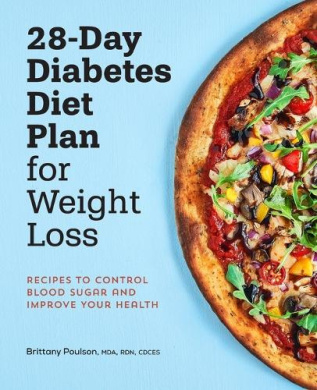 28-Day
Diabetes
Diet
Plan
for
Weight
Loss
RECIPES TO CONTROL
BLOOD SUGAR AND
IMPROVE YOUR HEALTH
Brittany Poulson, MDA, RDN, CDCES